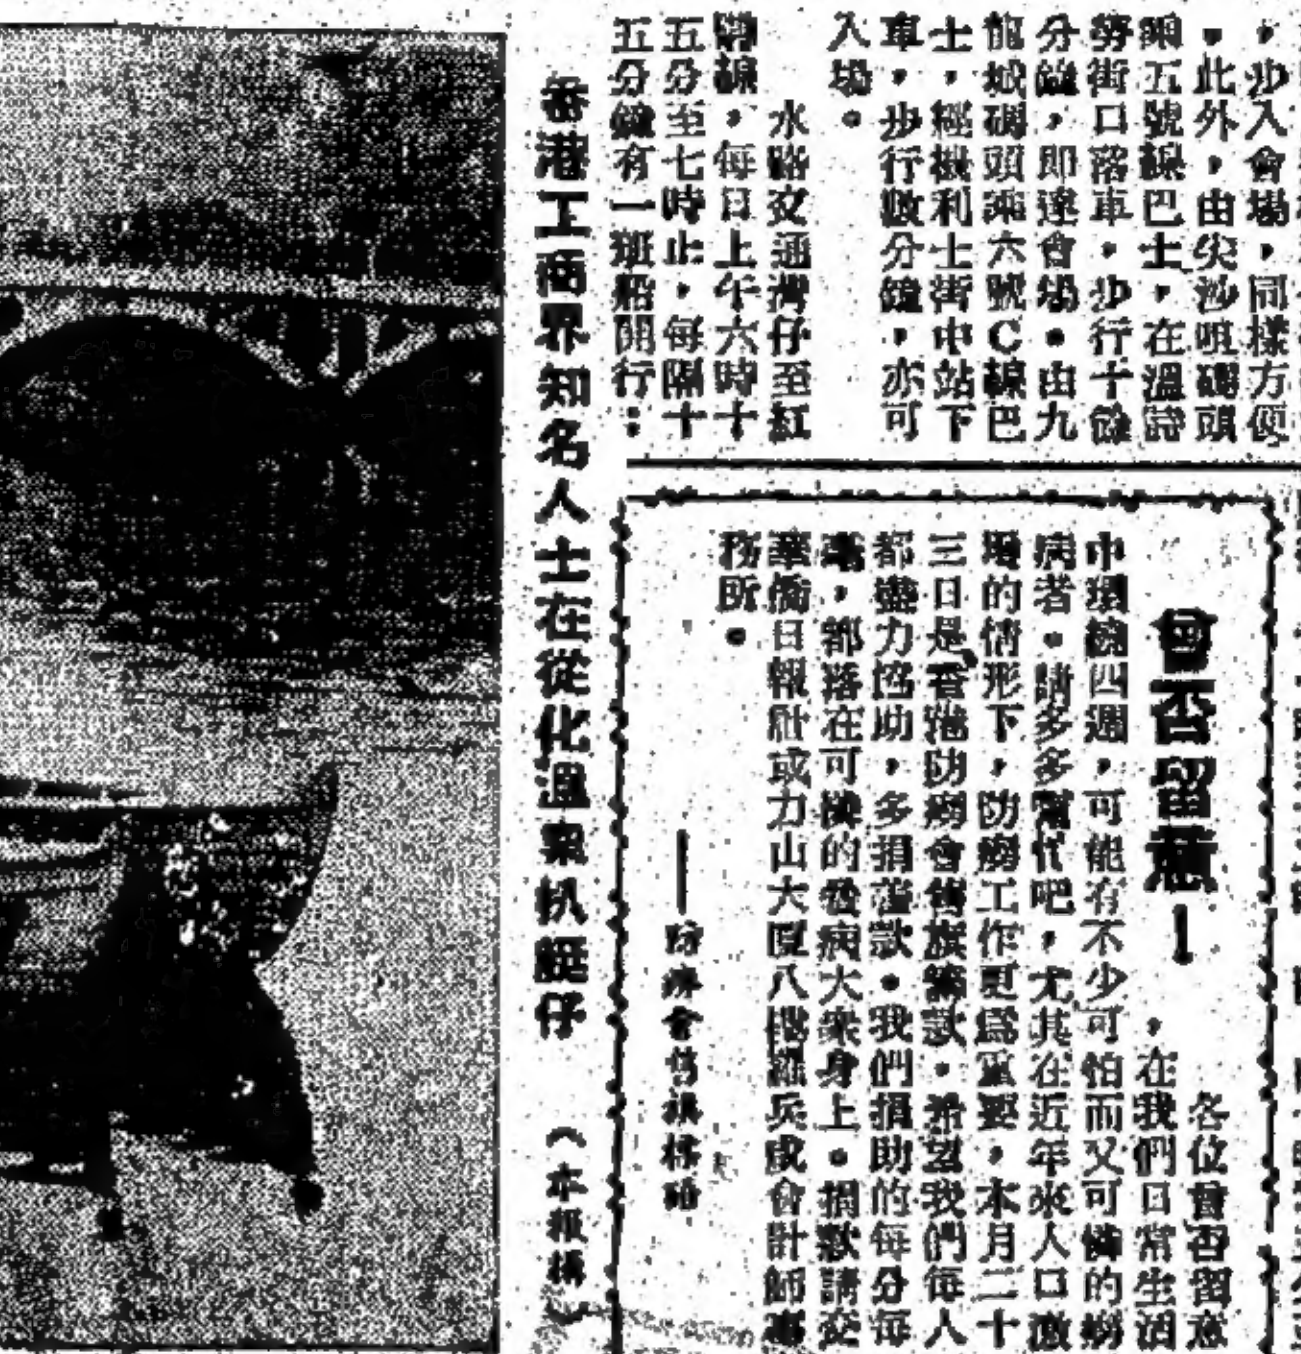 ，步入會場，同樣方便
。此外，由尖沙咀碼頭
乘五號線巴士，在溫思
勞街口落車，步行十餘
分鐘，即達會場。由九
龍城碼頭乘六號C線巴
士，經機利士街中站下
車，步行數分鐘，亦可
入場。
水路交通灣仔至紅
線，每日上午六時十
五分至七時止，每隔十
五分鐘有一班船開行；
曾否留意！
各位曾否留意
，在我們日常生活
中環繞四週，可能有不少可怕而又可憐的癆
病者。請多多幫忙吧，尤其在近年來人口激
增的情形下，防癆工作更爲重要。本月二十
三日是香港防癆會售旗籌款。希望我們每人
都盡力協助，多捐善款。我們捐助的每分每
毫，都落在可憐的發病大衆身上。捐款請交
華僑日報社或力山大厦八樓羅兵咸會計師事
務所。
——防癆會售旗
香港工商界知名人士在從化溫泉扒艇仔
（本報攝）